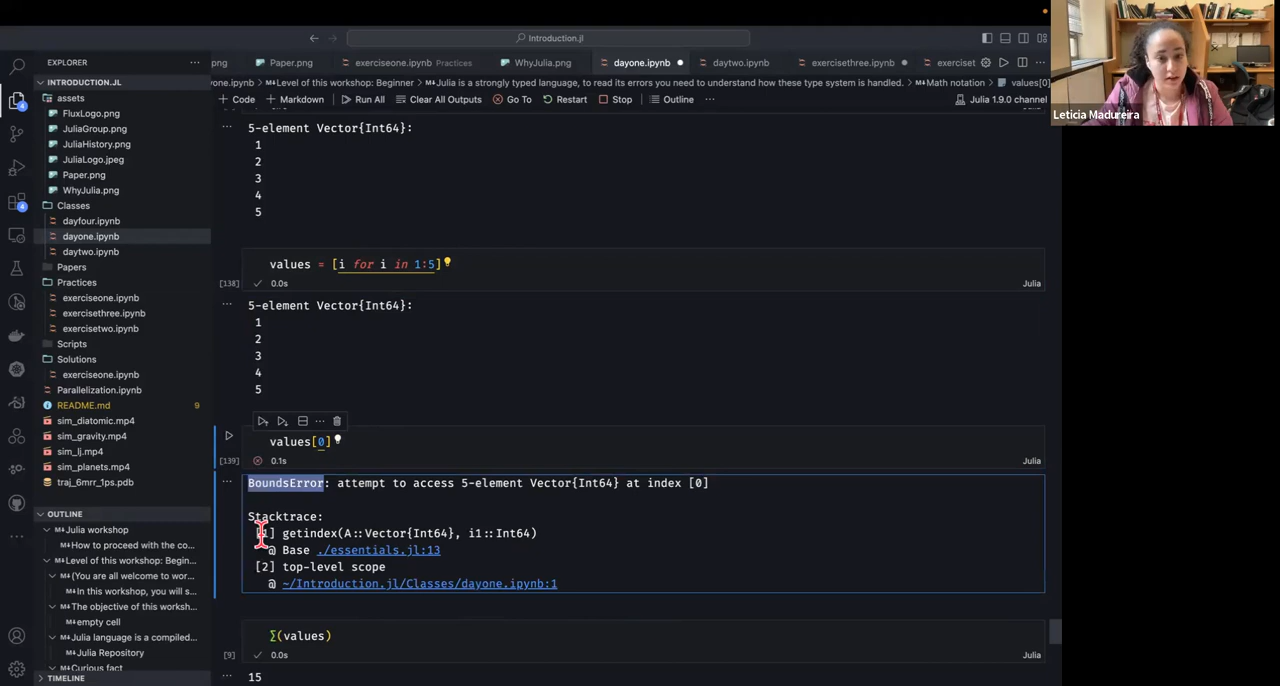 Introduction.jl
EXPLORER
png
Paper.png
exerciseone.ipynb Practices
WhyJulia.png
dayone.ipynb
daytwo.ipynb
exercisethree.ipynb
exercist
INTRODUCTION.JL
yone.ipynb > Level of this workshop: Beginner > Julia is a strongly typed language, to read its errors you need to understand how these type system is handled. > Math notation > values[0]
+ Code + Markdown Run All Clear All Outputs Go To Restart Stop Outline ... Julia 1.9.0 channel
assets
FluxLogo.png
JuliaGroup.png
JuliaHistory.png
JuliaLogo.jpeg
Paper.png
WhyJulia.png
Classes
dayfour.ipynb
dayone.ipynb
daytwo.ipynb
Papers
Practices
exerciseone.ipynb
exercisethree.ipynb
exercisetwo.ipynb
Scripts
Solutions
exerciseone.ipynb
Parallelization.ipynb
README.md 9
sim_diatomic.mp4
sim_gravity.mp4
sim_lj.mp4
sim_planets.mp4
traj_6mrr_1ps.pdb
OUTLINE
Julia workshop
How to proceed with the co...
Level of this workshop: Begin...
(You are all welcome to wor...
In this workshop, you will s...
The objective of this worksh...
empty cell
Julia language is a compiled...
Julia Repository
Curious fact
TIMELINE
4
4
Julia
5-element Vector{Int64}:
1
2
3
4
5
values = [i for i in 1:5]
[138] 0.0s Julia
5-element Vector{Int64}:
1
2
3
4
5
values[0]
[139] 0.1s Julia
BoundsError: attempt to access 5-element Vector{Int64} at index [0]
Stacktrace:
[1] getindex(A::Vector{Int64}, i1::Int64)
@ Base ./essentials.jl:13
[2] top-level scope
@ ~/Introduction.jl/Classes/dayone.ipynb:1
∑(values)
[9] 0.0s Julia
15
Leticia Madureira